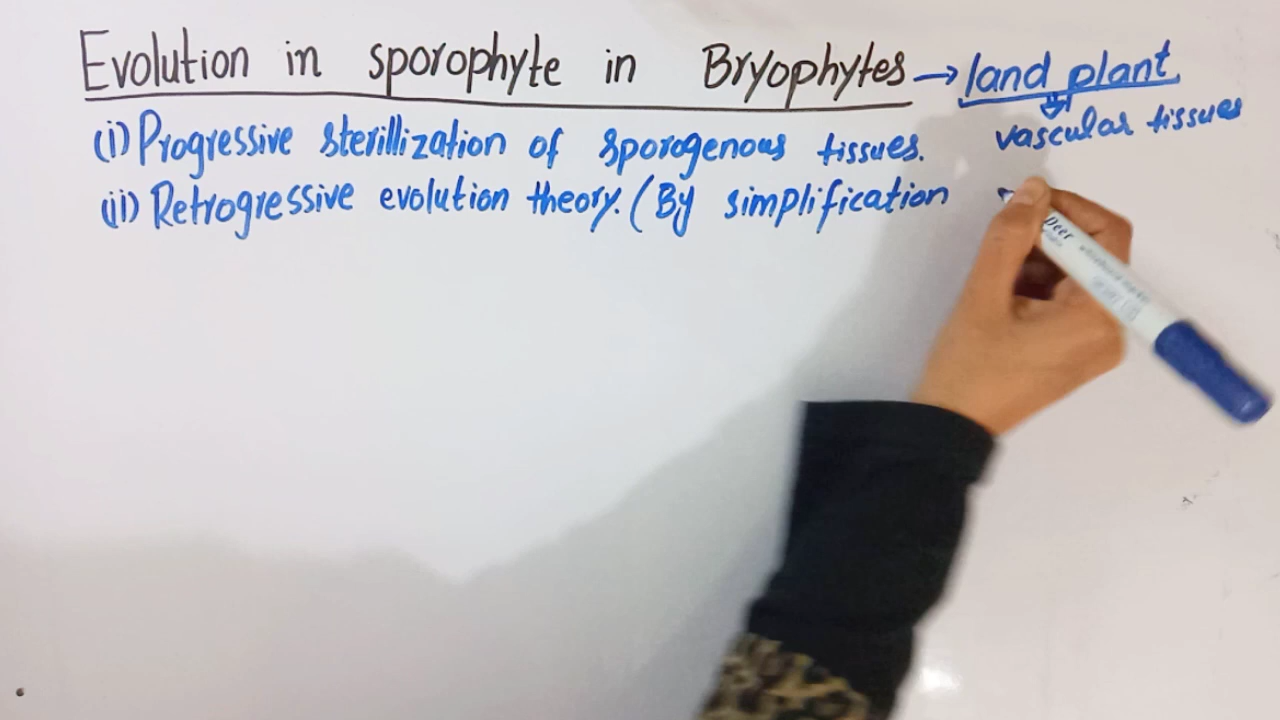 Evolution in sporophyte in Bryophytes → land plant
vascular tissues
(i) Progressive sterillization of sporogenous tissues.
(ii) Retrogressive evolution theory. (By simplification
Deer